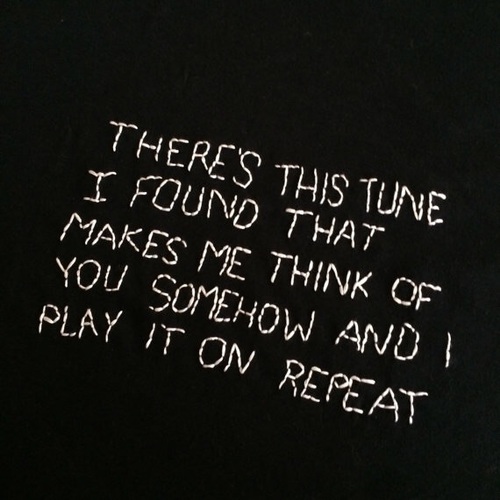 THERE'S THIS TUNE
I FOUND THAT
MAKES ME THINK OF
YOU SOMEHOW AND I
PLAY IT ON REPEAT